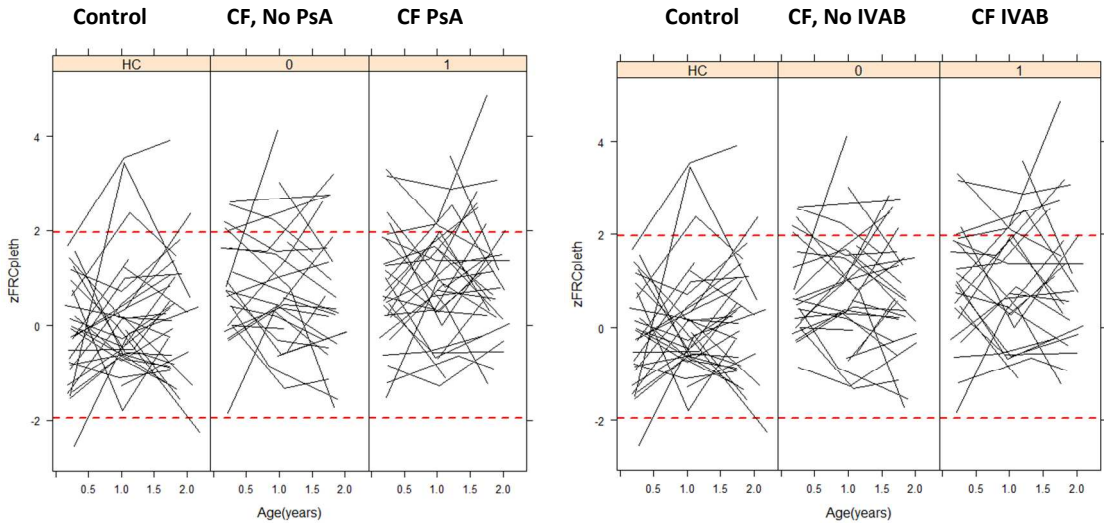 Control CF, No PsA CF PsA
HC 0 1
4
2
0
-2
zFRCpleth
0.5 1.0 1.5 2.0 0.5 1.0 1.5 2.0 0.5 1.0 1.5 2.0
Age(years)
Control CF, No IVAB CF IVAB
HC 0 1
4
2
0
-2
zFRCpleth
0.5 1.0 1.5 2.0 0.5 1.0 1.5 2.0 0.5 1.0 1.5 2.0
Age(years)